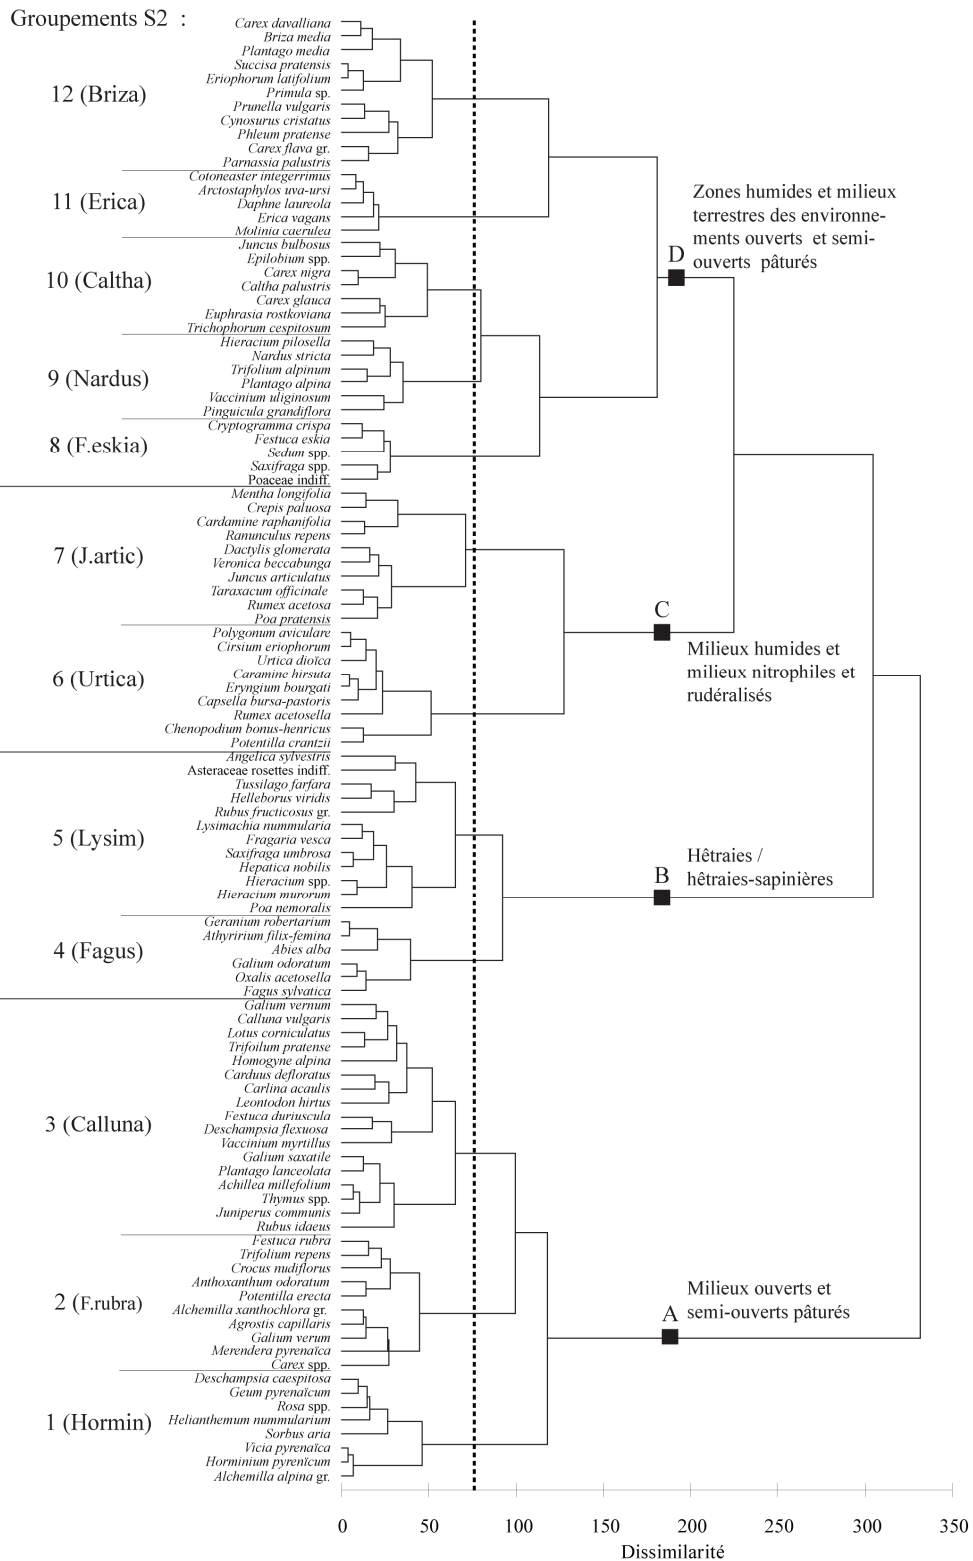 Groupements S2 :
Carex davalliana
Briza media
Plantago media
Succisa pratensis
Eriophorum latifolium
Primula sp.
12 (Briza)
Prunella vulgaris
Cynosurus cristatus
Phleum pratense
Carex flava gr.
Parnassia palustris
Cotoneaster integerrimus
Arctostaphylos uva-ursi
11 (Erica)
Daphne laureola
Erica vagans
Molinia caerulea
Zones humides et milieux
terrestres des environne-
ments ouverts et semi-
ouverts pâturés
D
Juncus bulbosus
Epilobium spp.
Carex nigra
10 (Caltha)
Caltha palustris
Carex glauca
Euphrasia rostkoviana
Trichophorum cespitosum
Hieracium pilosella
Nardus stricta
Trifolium alpinum
9 (Nardus)
Plantago alpina
Vaccinium uliginosum
Pinguicula grandiflora
Cryptogramma crispa
Festuca eskia
8 (F.eskia)
Sedum spp.
Saxifraga spp.
Poaceae indiff.
Mentha longifolia
Crepis paluosa
Cardamine raphanifolia
Ranunculus repens
Dactylis glomerata
7 (J.artic)
Veronica beccabunga
Juncus articulatus
Taraxacum officinale
Rumex acetosa
Poa pratensis
C
Milieux humides et
milieux nitrophiles et
rudéralisés
Polygonum aviculare
Cirsium eriophorum
Urtica dioïca
Caramine hirsuta
6 (Urtica)
Eryngium bourgati
Capsella bursa-pastoris
Rumex acetosella
Chenopodium bonus-henricus
Potentilla crantzii
Angelica sylvestris
Asteraceae rosettes indiff.
Tussilago farfara
Helleborus viridis
Rubus fructicosus gr.
Lysimachia nummularia
5 (Lysim)
Fragaria vesca
Saxifraga umbrosa
Hepatica nobilis
Hieracium spp.
Hieracium murorum
Poa nemoralis
Hêtraies /
hêtraies-sapinières
B
Geranium robertarium
Athyririum filix-femina
4 (Fagus)
Abies alba
Galium odoratum
Oxalis acetosella
Fagus sylvatica
Galium vernum
Calluna vulgaris
Lotus corniculatus
Trifoilum pratense
Homogyne alpina
Carduus defloratus
Carlina acaulis
Leontodon hirtus
Festuca duriuscula
3 (Calluna)
Deschampsia flexuosa
Vaccinium myrtillus
Galium saxatile
Plantago lanceolata
Achillea millefolium
Thymus spp.
Juniperus communis
Rubus idaeus
Festuca rubra
Trifolium repens
Crocus nudiflorus
Anthoxanthum odoratum
Potentilla erecta
2 (F.rubra)
Alchemilla xanthochlora gr.
Agrostis capillaris
Galium verum
Merendera pyrenaïca
Carex spp.
Milieux ouverts et
semi-ouverts pâturés
A
Deschampsia caespitosa
Geum pyrenaïcum
Rosa spp.
1 (Hormin)
Helianthemum nummularium
Sorbus aria
Vicia pyrenaïca
Horminium pyrenïcum
Alchemilla alpina gr.
0 50 100 150 200 250 300 350
Dissimilarité